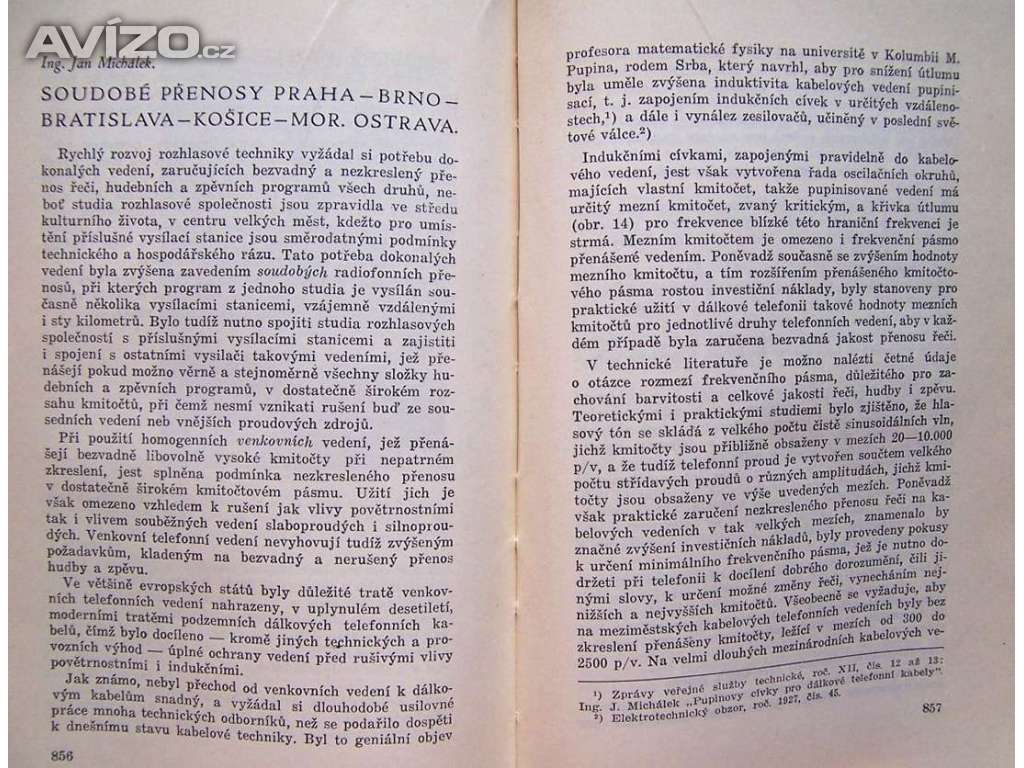 AVÍZO.cz
Ing. Jan Michálek.
SOUDOBÉ PŘENOSY PRAHA—BRNO—
BRATISLAVA—KOŠICE—MOR. OSTRAVA.
Rychlý rozvoj rozhlasové techniky vyžádal si potřebu do-
konalých vedení, zaručujících bezvadný a nezkreslený pře-
nos řeči, hudebních a zpěvních programů všech druhů, ne-
boť studia rozhlasové společnosti jsou zpravidla ve středu
kulturního života, v centru velkých měst, kdežto pro umís-
tění příslušné vysílací stanice jsou směrodatnými podmínky
technického a hospodářského rázu. Tato potřeba dokonalých
vedení byla zvýšena zavedením soudobých radiofonních pře-
nosů, při kterých program z jednoho studia je vysílán sou-
časně několika vysílacími stanicemi, vzájemně vzdálenými
i sty kilometrů. Bylo tudíž nutno spojiti studia rozhlasových
společností s příslušnými vysílacími stanicemi a zajistiti
i spojení s ostatními vysilači takovými vedeními, jež pře-
nášejí pokud možno věrně a stejnoměrně všechny složky hu-
debních a zpěvních programů, v dostatečně širokém roz-
sahu kmitočtů, při čemž nesmí vznikati rušení buď ze sou-
sedních vedení neb vnějších proudových zdrojů.
Při použití homogenních venkovních vedení, jež přená-
šejí bezvadně libovolně vysoké kmitočty při nepatrném
zkreslení, jest splněna podmínka nezkresleného přenosu
v dostatečně širokém kmitočtovém pásmu. Užití jich je
však omezeno vzhledem k rušení jak vlivy povětrnostními
tak i vlivem souběžných vedení slaboproudých i silnoprou-
dých. Venkovní telefonní vedení nevyhovují tudíž zvýšeným
požadavkům, kladeným na bezvadný a nerušený přenos
hudby a zpěvu.
Ve většině evropských států byly důležité tratě venkov-
ních telefonních vedení nahrazeny, v uplynulém desetiletí,
moderními tratěmi podzemních dálkových telefonních ka-
belů, čímž bylo docíleno — kromě jiných technických a pro-
vozních výhod — úplné ochrany vedení před rušivými vlivy
povětrnostními i indukčními.
Jak známo, nebyl přechod od venkovních vedení k dálko-
vým kabelům snadný, a vyžádal si dlouhodobé usilovné
práce mnoha technických odborníků, než se podařilo dospěti
k dnešnímu stavu kabelové techniky. Byl to geniální objev
856
profesora matematické fysiky na universitě v Kolumbii M.
Pupina, rodem Srba, který navrhl, aby pro snížení útlumu
byla uměle zvýšena induktivita kabelových vedení pupini-
sací, t. j. zapojením indukčních cívek v určitých vzdáleno-
stech,¹) a dále i vynález zesilovačů, učiněný v poslední svě-
tové válce.²)
Indukčními cívkami, zapojenými pravidelně do kabelo-
vého vedení, jest však vytvořena řada oscilačních okruhů,
majících vlastní kmitočet, takže pupinisované vedení má
určitý mezní kmitočet, zvaný kritickým, a křivka útlumu
(obr. 14) pro frekvence blízké této hraniční frekvenci je
strmá. Mezním kmitočtem je omezeno i frekvenční pásmo
přenášené vedením. Poněvadž současně se zvýšením hodnoty
mezního kmitočtu, a tím rozšířením přenášeného kmitočto-
vého pásma rostou investiční náklady, byly stanoveny pro
praktické užití v dálkové telefonii takové hodnoty mezních
kmitočtů pro jednotlivé druhy telefonních vedení, aby v kaž-
dém případě byla zaručena bezvadná jakost přenosu řeči.
V technické literatuře je možno nalézti četné údaje
o otázce rozmezí frekvenčního pásma, důležitého pro za-
chování barvitosti a celkové jakosti řeči, hudby i zpěvu.
Teoretickými i praktickými studiemi bylo zjištěno, že hla-
sový tón se skládá z velkého počtu čistě sinusoidálních vln,
jichž kmitočty jsou přibližně obsaženy v mezích 20—10.000
p/v, a že tudíž telefonní proud je vytvořen součtem velkého
počtu střídavých proudů o různých amplitudách, jichž kmi-
točty jsou obsaženy ve výše uvedených mezích. Poněvadž
však praktické zaručení nezkresleného přenosu řeči na ka-
belových vedeních v tak velkých mezích, znamenalo by
značné zvýšení investičních nákladů, byly provedeny pokusy
k určení minimálního frekvenčního pásma, jež je nutno do-
držeti při telefonii k docílení dobrého dorozumění, čili ji-
nými slovy, k určení možné změny řeči, vynecháním nej-
nižších a nejvyšších kmitočtů. Všeobecně se vyžaduje, aby
na meziměstských kabelových telefonních vedeních byly bez
zkreslení přenášeny kmitočty, ležící v mezích od 300 do
2500 p/v. Na velmi dlouhých mezinárodních kabelových ve-
¹) Zprávy veřejné služby technické, roč. XII, čís. 12 až 13:
Ing. J. Michálek „Pupinovy cívky pro dálkové telefonní kabely“.
²) Elektrotechnický obzor, roč. 1927, čís. 45.
857